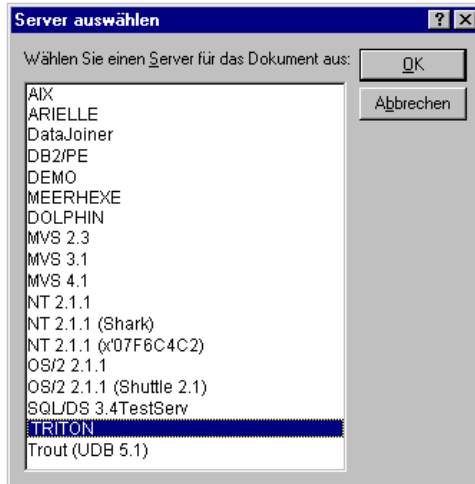 Server auswählen
Wählen Sie einen Server für das Dokument aus:
OK
Abbrechen
AIX
ARIELLE
DataJoiner
DB2/PE
DEMO
MEERHEXE
DOLPHIN
MVS 2.3
MVS 3.1
MVS 4.1
NT 2.1.1
NT 2.1.1 (Shark)
NT 2.1.1 (x'07F6C4C2)
OS/2 2.1.1
OS/2 2.1.1 (Shuttle 2.1)
SQL/DS 3.4TestServ
TRITON
Trout (UDB 5.1)